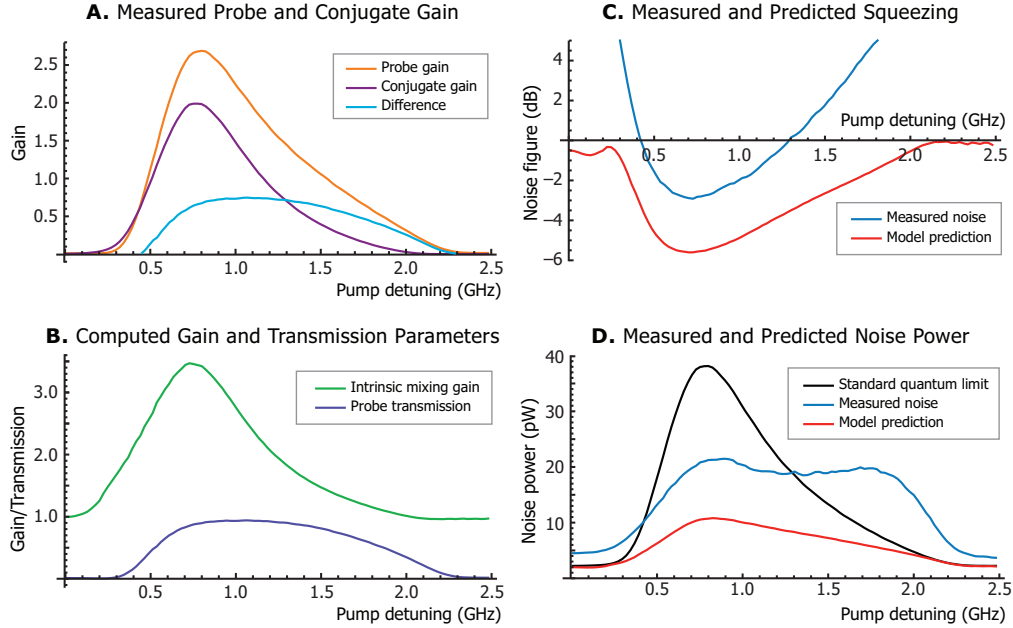 A. Measured Probe and Conjugate Gain
Gain
2.5
2.0
1.5
1.0
0.5
0.5
1.0
1.5
2.0
2.5
Pump detuning (GHz)
Probe gain
Conjugate gain
Difference
C. Measured and Predicted Squeezing
Noise figure (dB)
4
2
−2
−4
−6
Pump detuning (GHz)
0.5
1.0
1.5
2.0
2.5
Measured noise
Model prediction
B. Computed Gain and Transmission Parameters
Gain/Transmission
3.0
2.0
1.0
0.5
1.0
1.5
2.0
2.5
Pump detuning (GHz)
Intrinsic mixing gain
Probe transmission
D. Measured and Predicted Noise Power
Noise power (pW)
40
30
20
10
0.5
1.0
1.5
2.0
2.5
Pump detuning (GHz)
Standard quantum limit
Measured noise
Model prediction